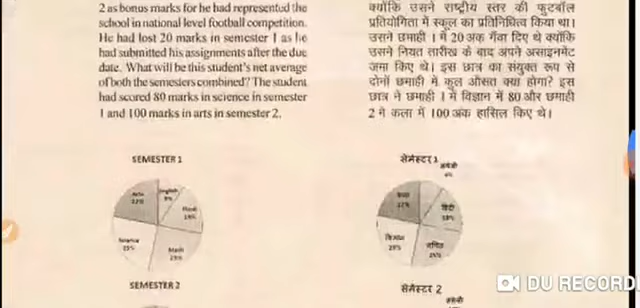 2 as bonus marks for he had represented the
school in national level football competition.
He had lost 20 marks in semester 1 as he
had submitted his assignments after the due
date. What will be this student's net average
of both the semesters combined? The student
had scored 80 marks in science in semester
1 and 100 marks in arts in semester 2.
क्योंकि उसने राष्ट्रीय स्तर की फुटबॉल
प्रतियोगिता में स्कूल का प्रतिनिधित्व किया था।
उसने छमाही 1 में 20 अंक गँवा दिए थे क्योंकि
उसने नियत तारीख के बाद अपने असाइनमेंट
जमा किए थे। इस छात्र का संयुक्त रूप से
दोनों छमाही में कुल औसत क्या होगा? इस
छात्र ने छमाही 1 में विज्ञान में 80 और छमाही
2 में कला में 100 अंक हासिल किए थे।
SEMESTER 1
Arts
English
Hindi
Math
Science
SEMESTER 2
सेमेस्टर 1
अंग्रेजी
कला
हिंदी
गणित
विज्ञान
सेमेस्टर 2
अंग्रेजी
DU RECORD